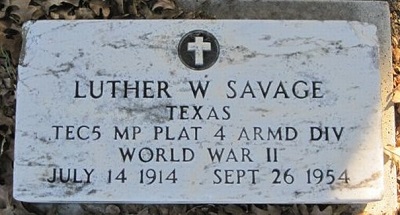 LUTHER W SAVAGE
TEXAS
TEC5 MP PLAT 4 ARMD DIV
WORLD WAR II
JULY 14 1914 SEPT 26 1954